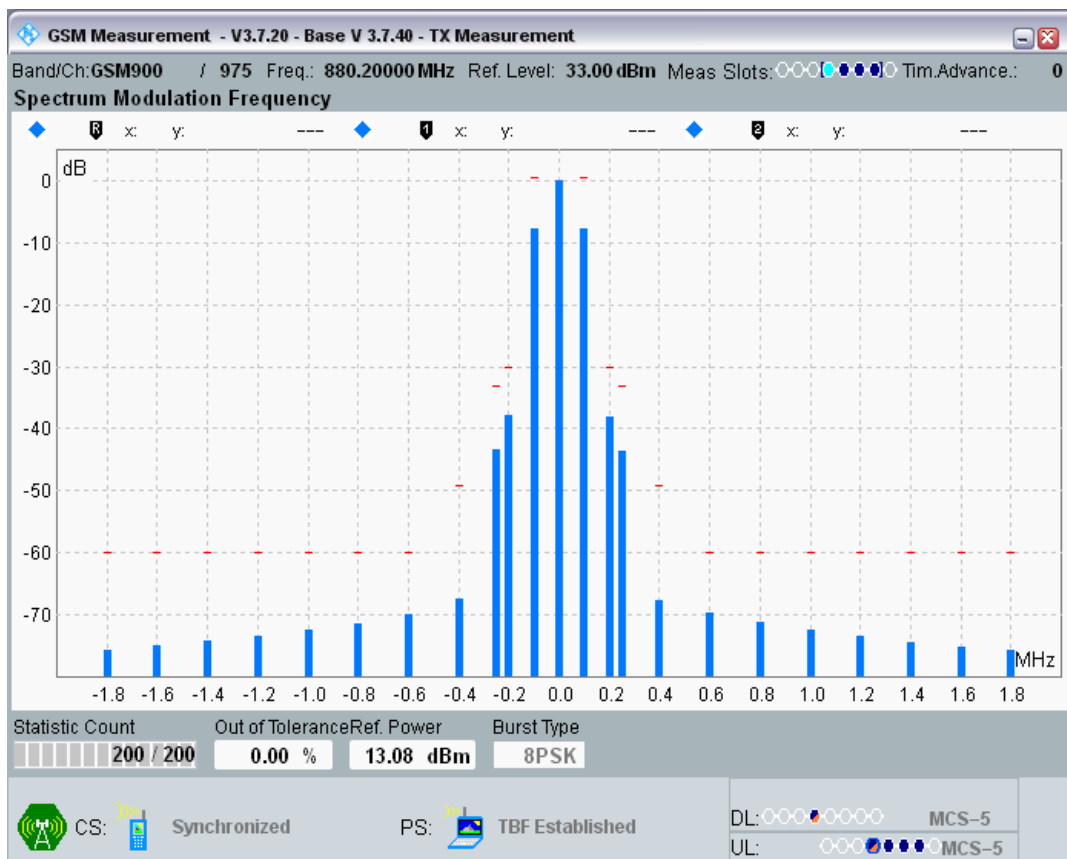 GSM Measurement - V3.7.20 - Base V 3.7.40 - TX Measurement
Band/Ch:GSM900 / 975 Freq.: 880.20000 MHz Ref. Level: 33.00 dBm Meas Slots: Tim.Advance.: 0
Spectrum Modulation Frequency
R x: y: --- 1 x: y: --- 2 x: y: ---
dB
0
-10
-20
-30
-40
-50
-60
-70
MHz
-1.8 -1.6 -1.4 -1.2 -1.0 -0.8 -0.6 -0.4 -0.2 0.0 0.2 0.4 0.6 0.8 1.0 1.2 1.4 1.6 1.8
Statistic Count Out of Tolerance Ref. Power Burst Type
200 / 200 0.00 % 13.08 dBm 8PSK
CS: Synchronized PS: TBF Established
DL: MCS-5
UL: MCS-5